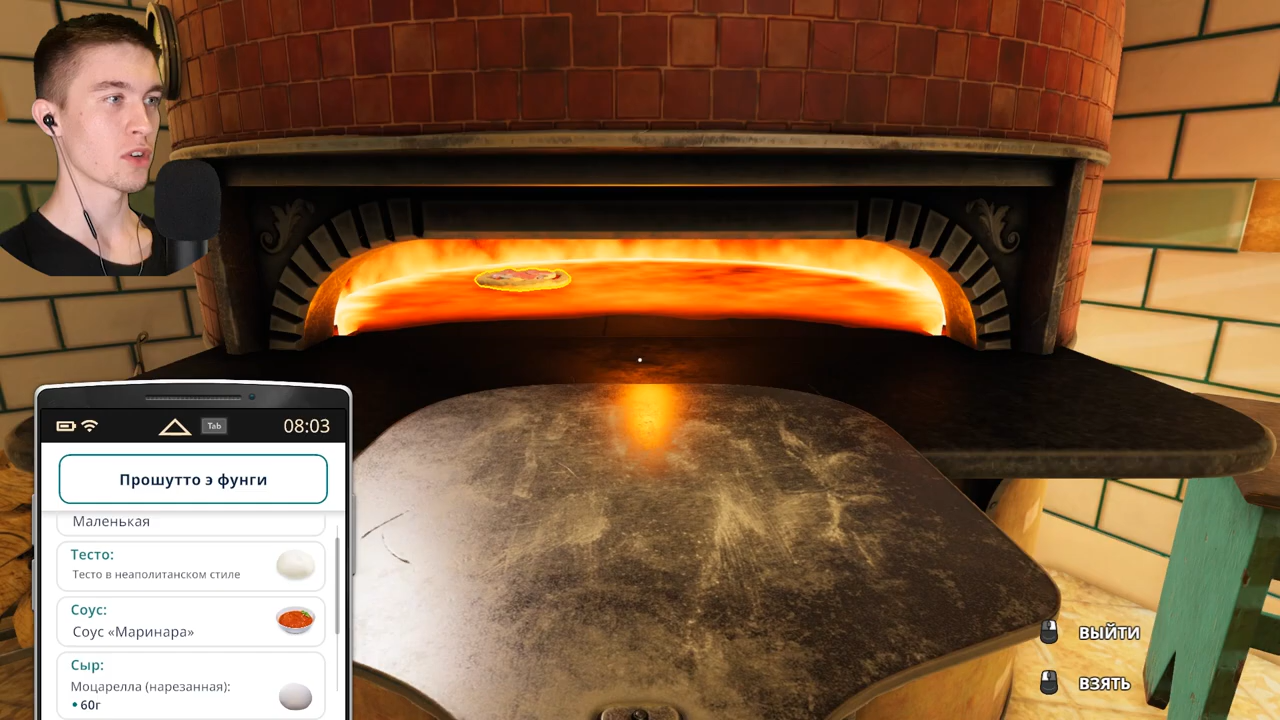 Tab
08:03
Прошутто э фунги
Маленькая
Тесто:
Тесто в неаполитанском стиле
Соус:
Соус «Маринара»
Сыр:
Моцарелла (нарезанная):
• 60г
ВЫЙТИ
ВЗЯТЬ